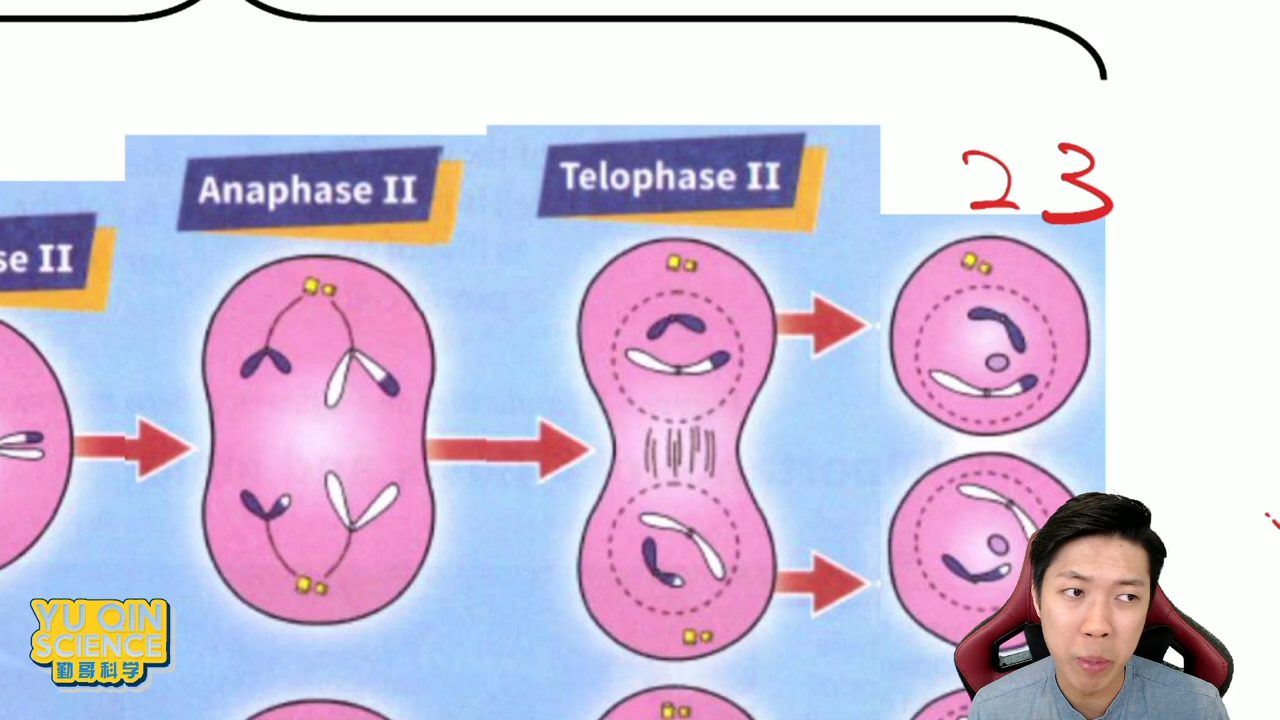 Anaphase II
Telophase II
23
se II
YU QIN
SCIENCE
勤哥科学